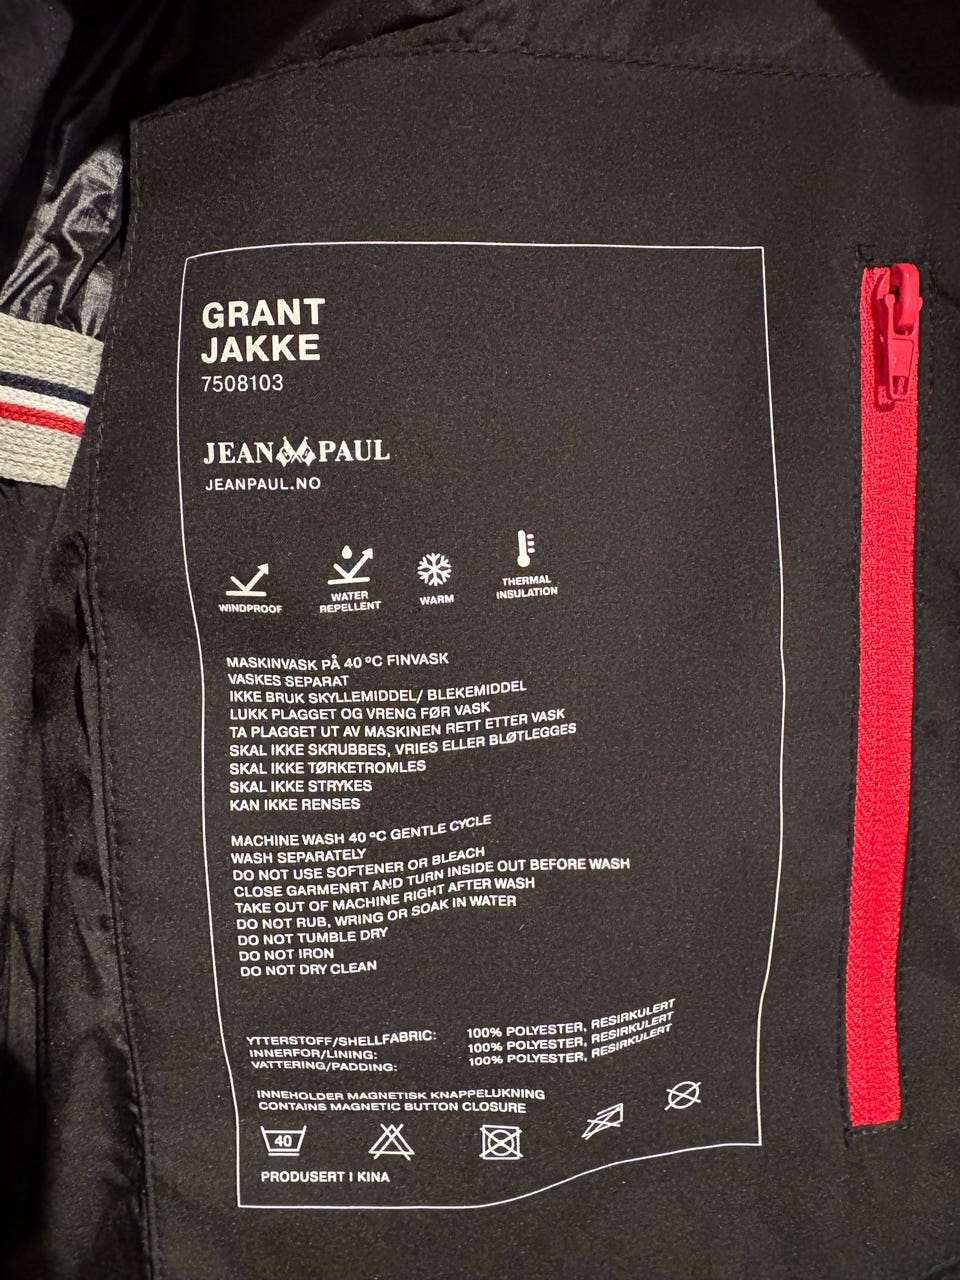 GRANT
JAKKE
7508103
JEAN PAUL
JEANPAUL.NO
WINDPROOF
WATER
REPELLENT
WARM
THERMAL
INSULATION
MASKINVASK PÅ 40 ºC FINVASK
VASKES SEPARAT
IKKE BRUK SKYLLEMIDDEL/ BLEKEMIDDEL
LUKK PLAGGET OG VRENG FØR VASK
TA PLAGGET UT AV MASKINEN RETT ETTER VASK
SKAL IKKE SKRUBBES, VRIES ELLER BLØTLEGGES
SKAL IKKE TØRKETROMLES
SKAL IKKE STRYKES
KAN IKKE RENSES
MACHINE WASH 40 ºC GENTLE CYCLE
WASH SEPARATELY
DO NOT USE SOFTENER OR BLEACH
CLOSE GARMENRT AND TURN INSIDE OUT BEFORE WASH
TAKE OUT OF MACHINE RIGHT AFTER WASH
DO NOT RUB, WRING OR SOAK IN WATER
DO NOT TUMBLE DRY
DO NOT IRON
DO NOT DRY CLEAN
YTTERSTOFF/SHELLFABRIC: 100% POLYESTER, RESIRKULERT
INNERFOR/LINING: 100% POLYESTER, RESIRKULERT
VATTERING/PADDING: 100% POLYESTER, RESIRKULERT
INNEHOLDER MAGNETISK KNAPPELUKNING
CONTAINS MAGNETIC BUTTON CLOSURE
40
PRODUSERT I KINA